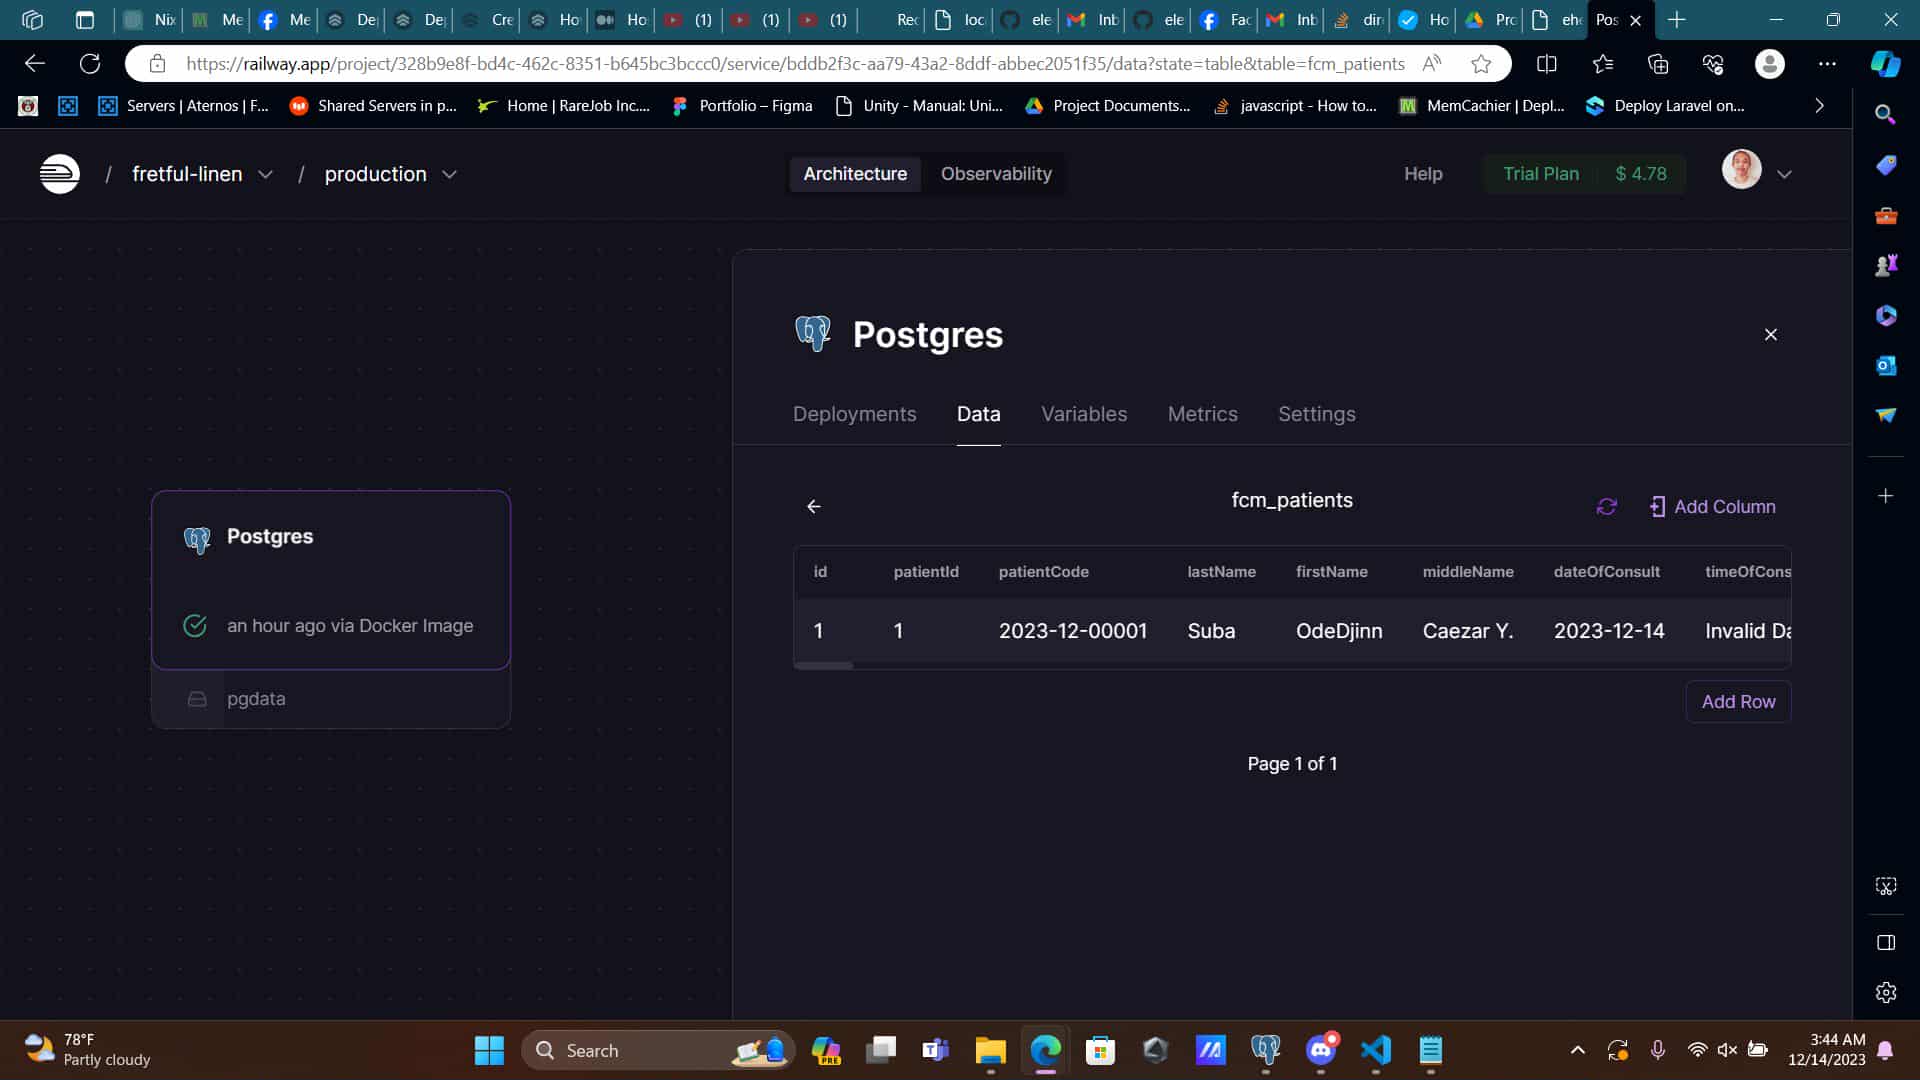 Nix
Me
Me
De
De
Cre
Ho
Ho
(1)
(1)
(1)
Rec
loc
ele
Inb
ele
Fac
Inb
dire
Ho
Pro
ehe
Pos
https://railway.app/project/328b9e8f-bd4c-462c-8351-b645bc3bccc0/service/bddb2f3c-aa79-43a2-8ddf-abbec2051f35/data?state=table&table=fcm_patients
Servers | Aternos | F...
Shared Servers in p...
Home | RareJob Inc....
Portfolio – Figma
Unity - Manual: Uni...
Project Documents...
javascript - How to...
MemCachier | Depl...
Deploy Laravel on...
/ fretful-linen / production
Architecture Observability
Help
Trial Plan $ 4.78
Postgres
Deployments Data Variables Metrics Settings
Postgres
an hour ago via Docker Image
pgdata
fcm_patients
Add Column
id patientId patientCode lastName firstName middleName dateOfConsult timeOfCons
1 1 2023-12-00001 Suba OdeDjinn Caezar Y. 2023-12-14 Invalid Da
Add Row
Page 1 of 1
78°F
Partly cloudy
Search
PRE
3:44 AM
12/14/2023